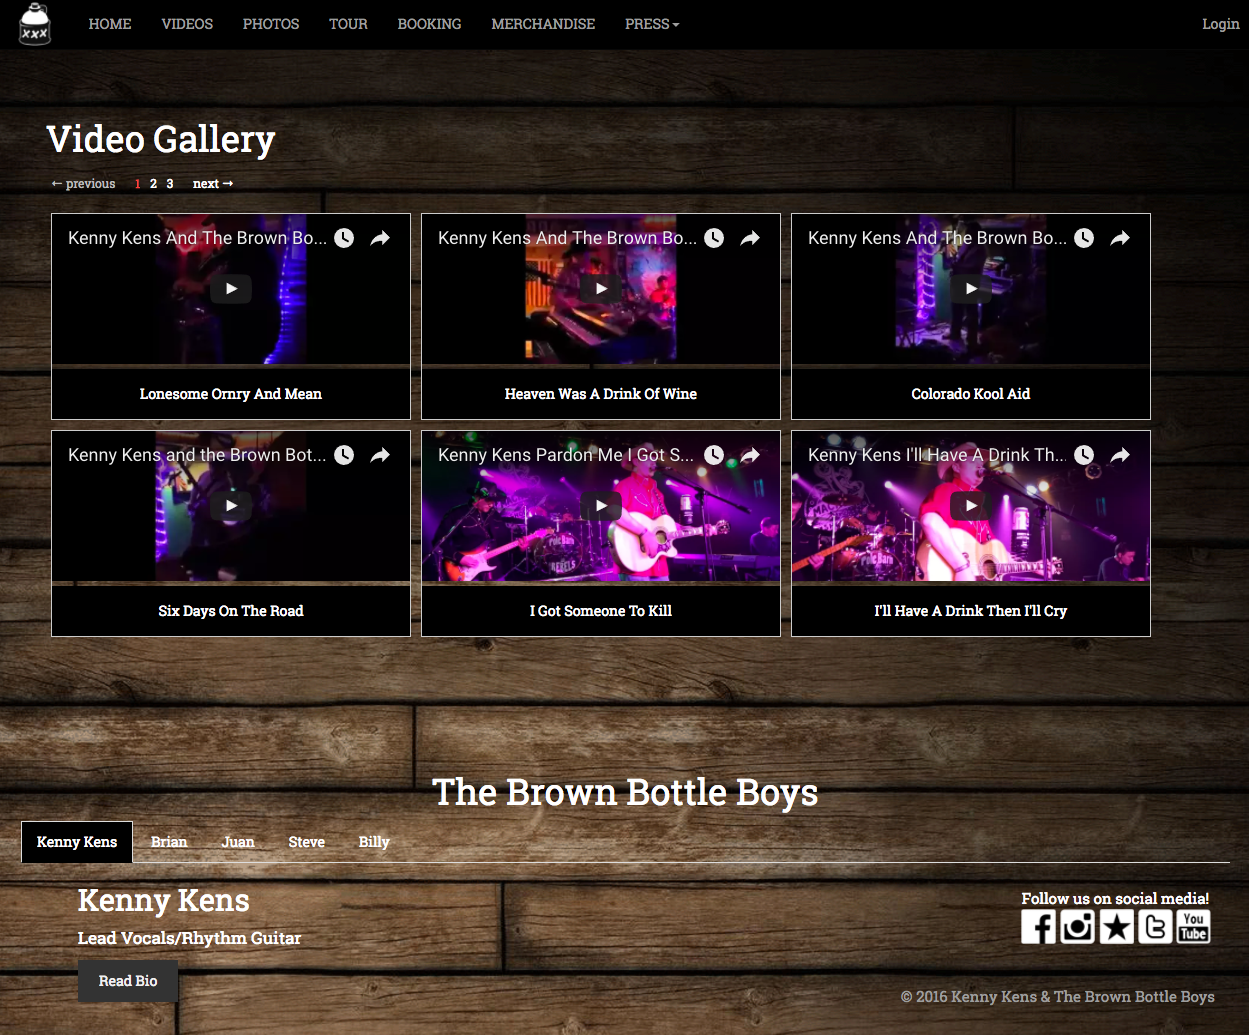 xxx
HOME VIDEOS PHOTOS TOUR BOOKING MERCHANDISE PRESS Login
Video Gallery
← previous 1 2 3 next →
Kenny Kens And The Brown Bo...
Kenny Kens And The Brown Bo...
Kenny Kens And The Brown Bo...
Lonesome Ornry And Mean
Heaven Was A Drink Of Wine
Colorado Kool Aid
Kenny Kens and the Brown Bot...
Kenny Kens Pardon Me I Got S...
Kenny Kens I'll Have A Drink Th...
Six Days On The Road
I Got Someone To Kill
I'll Have A Drink Then I'll Cry
The Brown Bottle Boys
Kenny Kens Brian Juan Steve Billy
Kenny Kens
Lead Vocals/Rhythm Guitar
Read Bio
Follow us on social media!
You
Tube
© 2016 Kenny Kens & The Brown Bottle Boys